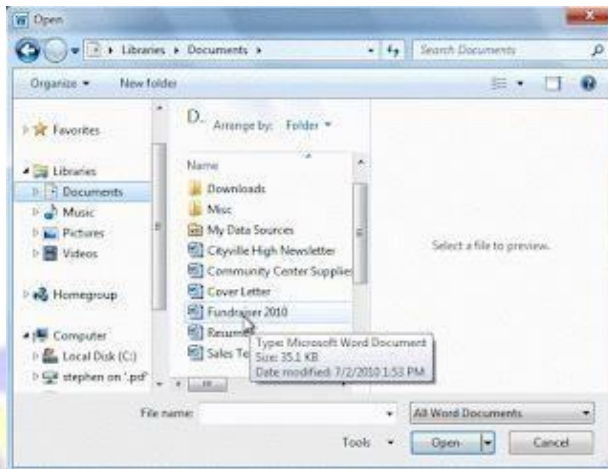 Open
Libraries Documents Search Documents
Organize New folder
D... Arrange by: Folder
Favorites
Name
Libraries
Downloads
Documents
Misc
Music
My Data Sources
Pictures
Cityville High Newsletter
Select a file to preview.
Videos
Community Center Supplie
Cover Letter
Homegroup
Fundraiser 2010
Resume
Computer
Type: Microsoft Word Document
Local Disk (C:)
Sales Te
Size: 35.1 KB
stephen on '.pdf'
Date modified: 7/2/2010 1:53 PM
File name: All Word Documents
Tools Open Cancel